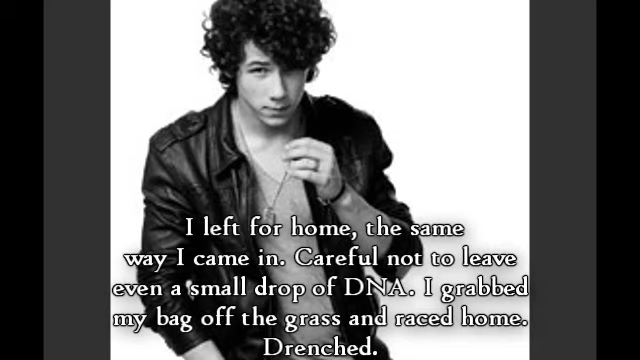 I left for home, the same
way I came in. Careful not to leave
even a small drop of DNA. I grabbed
my bag off the grass and raced home.
Drenched.